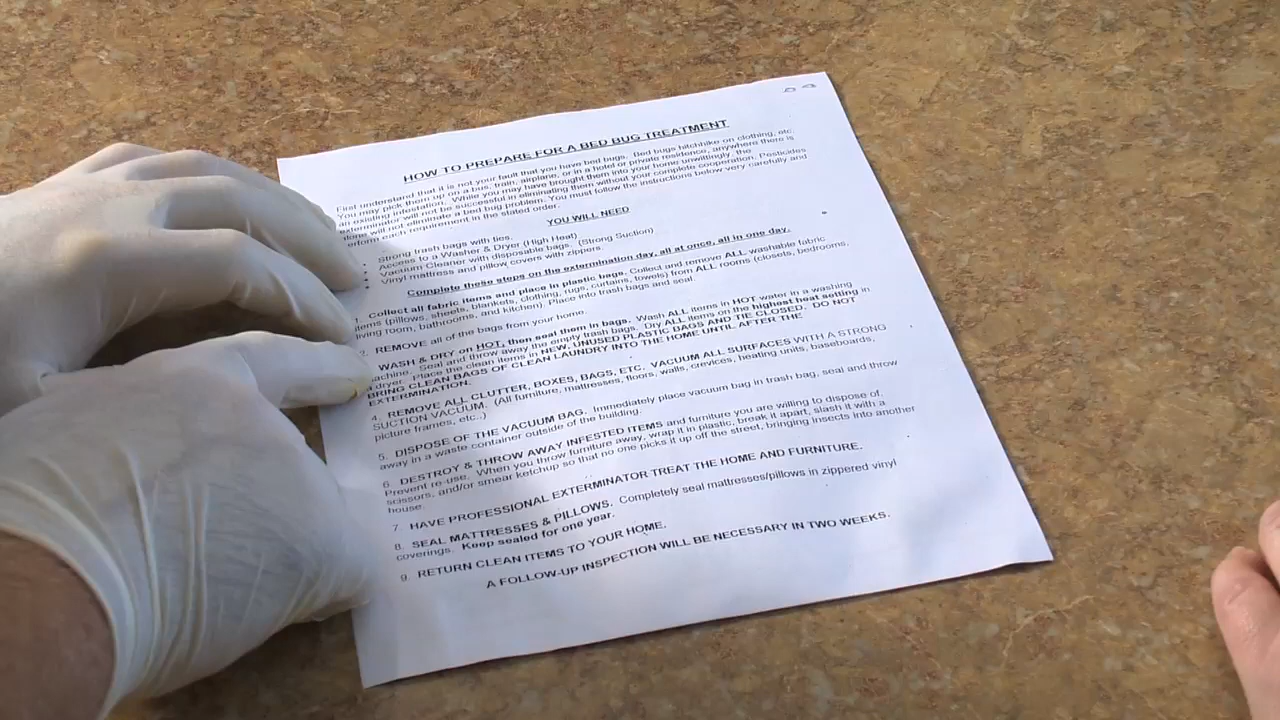 HOW TO PREPARE FOR A BED BUG TREATMENT
First understand that it is not your fault that you have bed bugs. Bed bugs hitchhike on clothing, etc.
You may pick them up on a bus, train, airplane, or in a hotel or private residence, anywhere there is
an existing infestation. While you may have brought them into your home unwittingly, the
exterminator will not be successful in eliminating them without your complete cooperation. Pesticides
alone will not eliminate a bed bug problem. You must follow the instructions below very carefully and
perform each requirement in the stated order.
YOU WILL NEED
Strong trash bags with ties.
Access to a Washer & Dryer (High Heat)
Vacuum Cleaner with disposable bags. (Strong Suction)
Vinyl mattress and pillow covers with zippers.
Complete these steps on the extermination day, all at once, all in one day.
Collect all fabric items and place in plastic bags. Collect and remove ALL washable fabric
items (pillows, sheets, blankets, clothing, rugs, curtains, towels) from ALL rooms (closets, bedrooms,
living room, bathrooms, and kitchen). Place into trash bags and seal.
2. REMOVE all of the bags from your home.
WASH & DRY on HOT, then seal them in bags. Wash ALL items in HOT water in a washing
machine. Seal and throw away the empty trash bags. Dry ALL items on the highest heat setting in
a dryer. Place the clean items in NEW, UNUSED PLASTIC BAGS AND TIE CLOSED. DO NOT
BRING CLEAN BAGS OF CLEAN LAUNDRY INTO THE HOME UNTIL AFTER THE
EXTERMINATION.
4. REMOVE ALL CLUTTER, BOXES, BAGS, ETC. VACUUM ALL SURFACES WITH A STRONG
SUCTION VACUUM. (All furniture, mattresses, floors, walls, crevices, heating units, baseboards,
picture frames, etc..)
5. DISPOSE OF THE VACUUM BAG. Immediately place vacuum bag in trash bag, seal and throw
away in a waste container outside of the building.
6. DESTROY & THROW AWAY INFESTED ITEMS and furniture you are willing to dispose of.
Prevent re-use. When you throw furniture away, wrap it in plastic, break it apart, slash it with a
scissors, and/or smear ketchup so that no one picks it up off the street, bringing insects into another
house.
7. HAVE PROFESSIONAL EXTERMINATOR TREAT THE HOME AND FURNITURE.
8. SEAL MATTRESSES & PILLOWS. Completely seal mattresses/pillows in zippered vinyl
coverings. Keep sealed for one year.
9. RETURN CLEAN ITEMS TO YOUR HOME.
A FOLLOW-UP INSPECTION WILL BE NECESSARY IN TWO WEEKS.